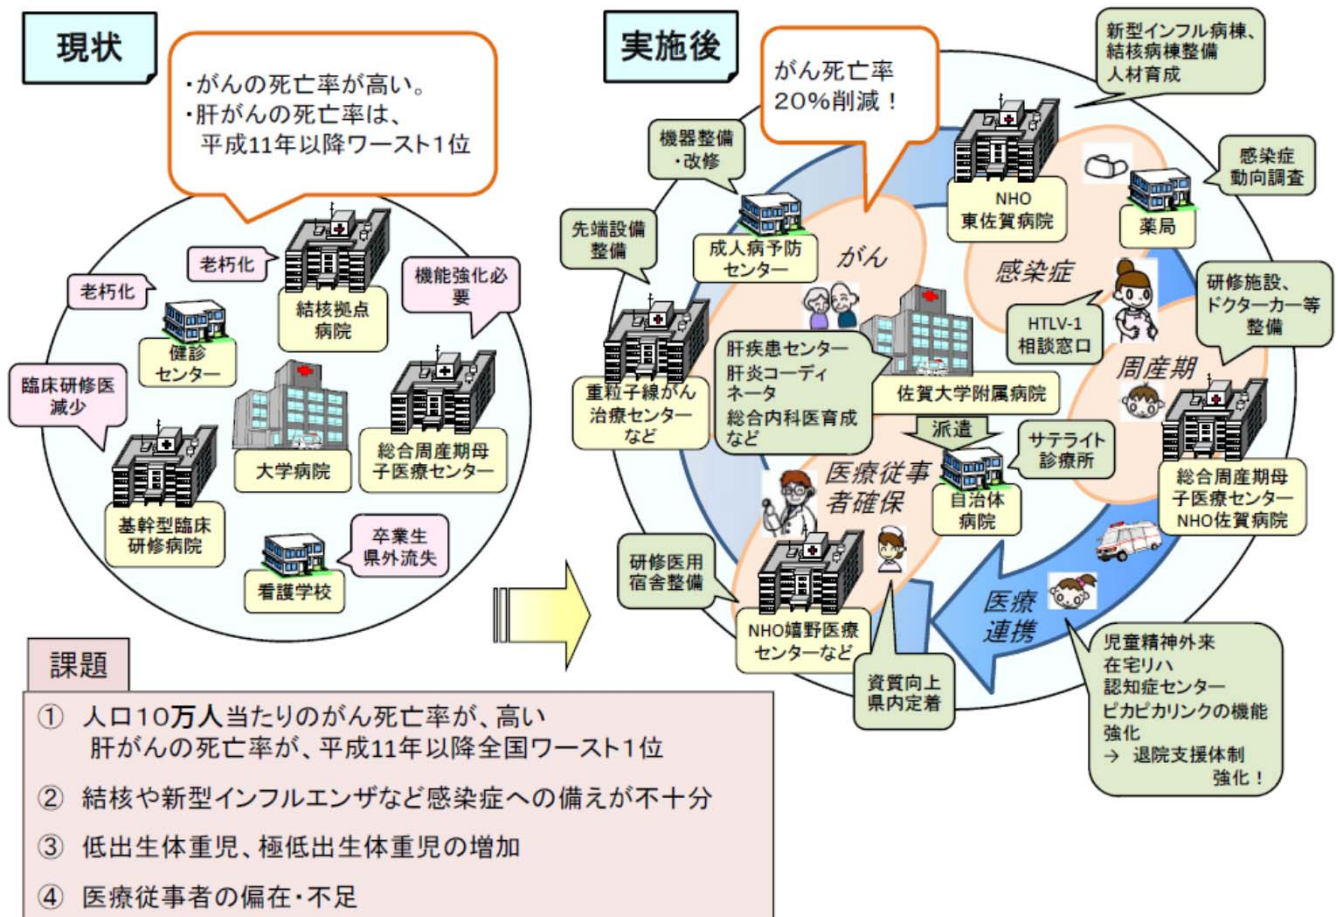 現状
・がんの死亡率が高い。
・肝がんの死亡率は、
平成11年以降ワースト1位
老朽化
老朽化
機能強化必
要
結核拠点
病院
健診
センター
臨床研修医
減少
大学病院
総合周産期母
子医療センター
基幹型臨床
研修病院
卒業生
県外流失
看護学校
課題
① 人口10万人当たりのがん死亡率が、高い
肝がんの死亡率が、平成11年以降全国ワースト1位
② 結核や新型インフルエンザなど感染症への備えが不十分
③ 低出生体重児、極低出生体重児の増加
④ 医療従事者の偏在・不足
実施後
がん死亡率
20%削減！
新型インフル病棟、
結核病棟整備
人材育成
機器整備
・改修
感染症
動向調査
先端設備
整備
成人病予防
センター
がん
NHO
東佐賀病院
感染症
薬局
研修施設、
ドクターカー等
整備
HTLV-1
相談窓口
周産期
肝疾患センター
肝炎コーディ
ネータ
総合内科医育成
など
重粒子線がん
治療センター
など
佐賀大学附属病院
派遣
サテライト
診療所
医療従事
者確保
自治体
病院
総合周産期母
子医療センター
NHO佐賀病院
研修医用
宿舎整備
NHO嬉野医療
センターなど
資質向上
県内定着
医療
連携
児童精神外来
在宅リハ
認知症センター
ピカピカリンクの機能
強化
→ 退院支援体制
強化！